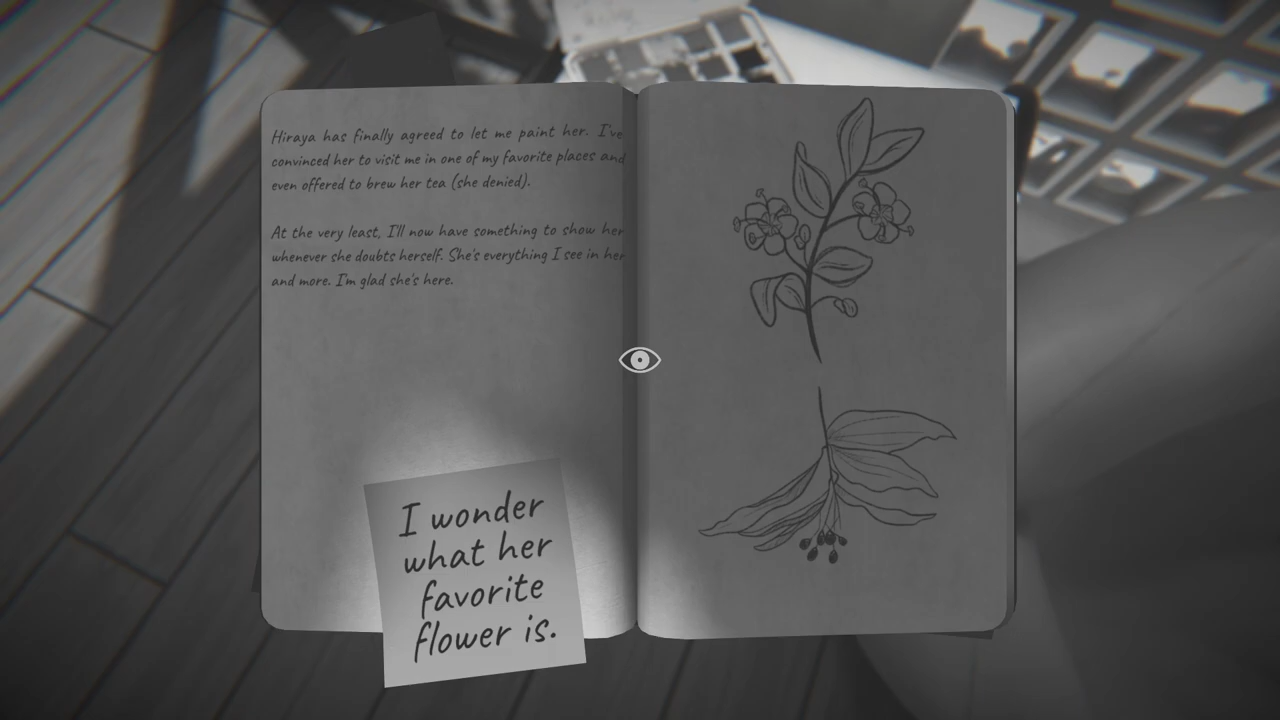 Hiraya has finally agreed to let me paint her. I've
convinced her to visit me in one of my favorite places and
even offered to brew her tea (she denied).
At the very least, I'll now have something to show her
whenever she doubts herself. She's everything I see in her
and more. I'm glad she's here.
I wonder
what her
favorite
flower is.